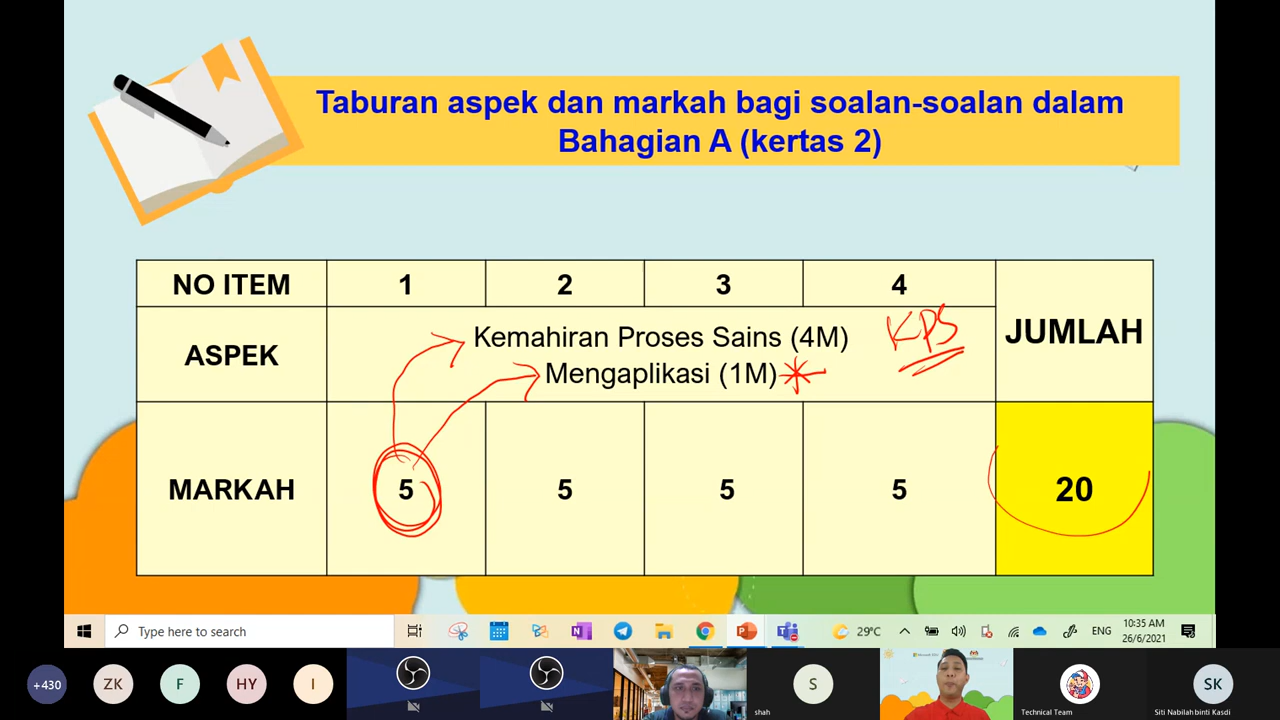 Taburan aspek dan markah bagi soalan-soalan dalam
Bahagian A (kertas 2)
NO ITEM 1 2 3 4 JUMLAH
ASPEK Kemahiran Proses Sains (4M) KPS
Mengaplikasi (1M)
MARKAH 5 5 5 5 20
Type here to search
29°C ENG 10:35 AM
26/6/2021
+430 ZK F HY I S SK
shah Technical Team Siti Nabilah binti Kasdi